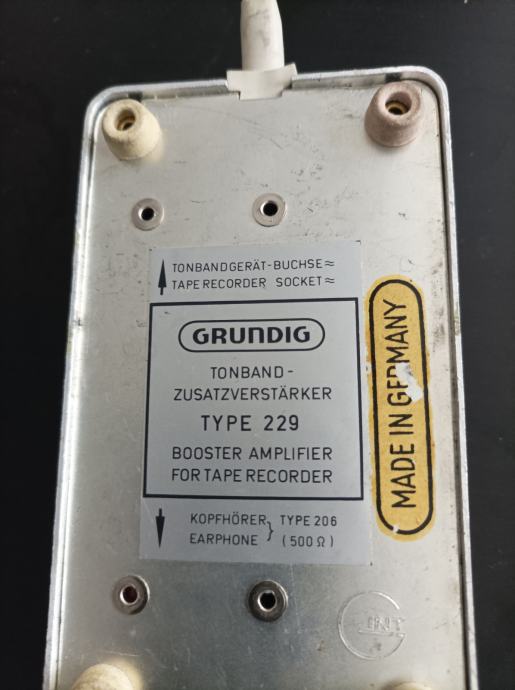 TONBANDGERÄT-BUCHSE ≈
TAPE RECORDER SOCKET ≈
GRUNDIG
TONBAND-
ZUSATZVERSTÄRKER
TYPE 229
BOOSTER AMPLIFIER
FOR TAPE RECORDER
KOPFHÖRER } TYPE 206
EARPHONE } (500 Ω)
MADE IN GERMANY